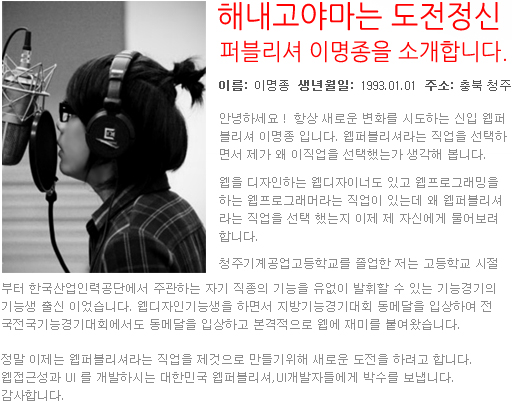 해내고야마는 도전정신
퍼블리셔 이명종을 소개합니다.
이름: 이명종 생년월일: 1993.01.01 주소: 충북 청주
안녕하세요 ! 항상 새로운 변화를 시도하는 신입 웹퍼
블리셔 이명종 입니다. 웹퍼블리셔라는 직업을 선택하
면서 제가 왜 이직업을 선택했는가 생각해 봅니다.
웹을 디자인하는 웹디자이너도 있고 웹프로그래밍을
하는 웹프로그래머라는 직업이 있는데 왜 웹퍼블리셔
라는 직업을 선택 했는지 이제 제 자신에게 물어보려
합니다.
청주기계공업고등학교를 졸업한 저는 고등학교 시절
부터 한국산업인력공단에서 주관하는 자기 직종의 기능을 유없이 발휘할 수 있는 기능경기의
기능생 출신 이었습니다. 웹디자인기능생을 하면서 지방기능경기대회 동메달을 입상하여 전
국전국기능경기대회에서도 동메달을 입상하고 본격적으로 웹에 재미를 붙여왔습니다.
정말 이제는 웹퍼블리셔라는 직업을 제것으로 만들기위해 새로운 도전을 하려고 합니다.
웹접근성과 UI 를 개발하시는 대한민국 웹퍼블리셔,UI개발자들에게 박수를 보냅니다.
감사합니다.